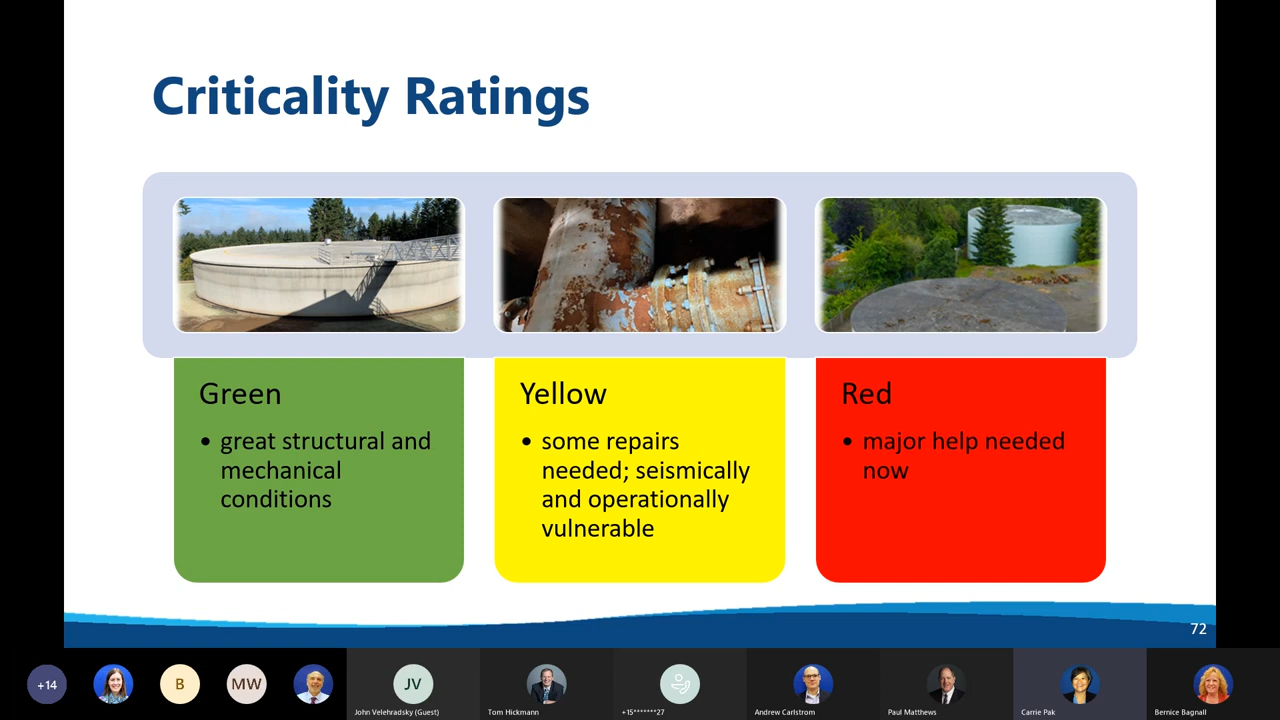 Criticality Ratings
Green
• great structural and
mechanical
conditions
Yellow
• some repairs
needed; seismically
and operationally
vulnerable
Red
• major help needed
now
72
+14
B
MW
JV
John Velehradsky (Guest)
Tom Hickmann
+15*******27
Andrew Carlstrom
Paul Matthews
Carrie Pak
Bernice Bagnall